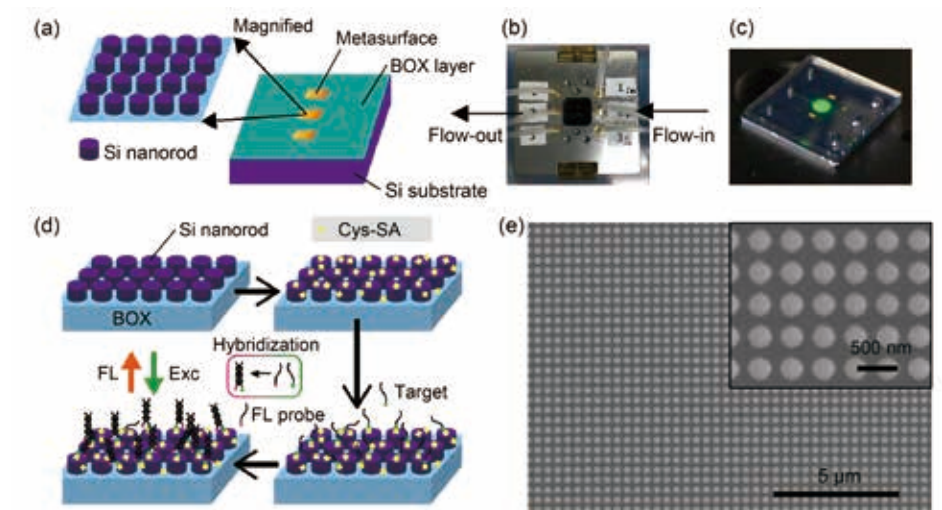 (a)
Magnified
Metasurface
BOX layer
Si nanorod
Si substrate
(b)
Flow-out
Flow-in
(c)
(d)
Si nanorod
Cys-SA
BOX
Hybridization
FL
Exc
Target
FL probe
(e)
500 nm
5 µm